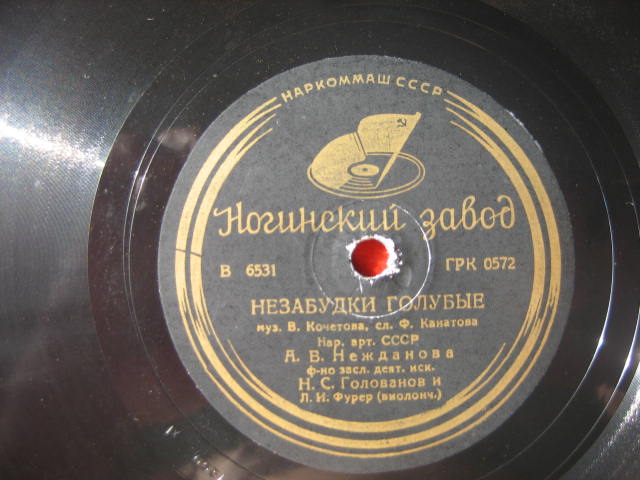 НАРКОММАШ СССР
Ногинский завод
В 6531
ГРК 0572
НЕЗАБУДКИ ГОЛУБЫЕ
муз. В. Кочетова, сл. Ф. Канатова
Нар. арт. СССР
А. В. Нежданова
ф-но засл. деят. иск.
Н. С. Голованов и
Л. И. Фурер (виолонч.)